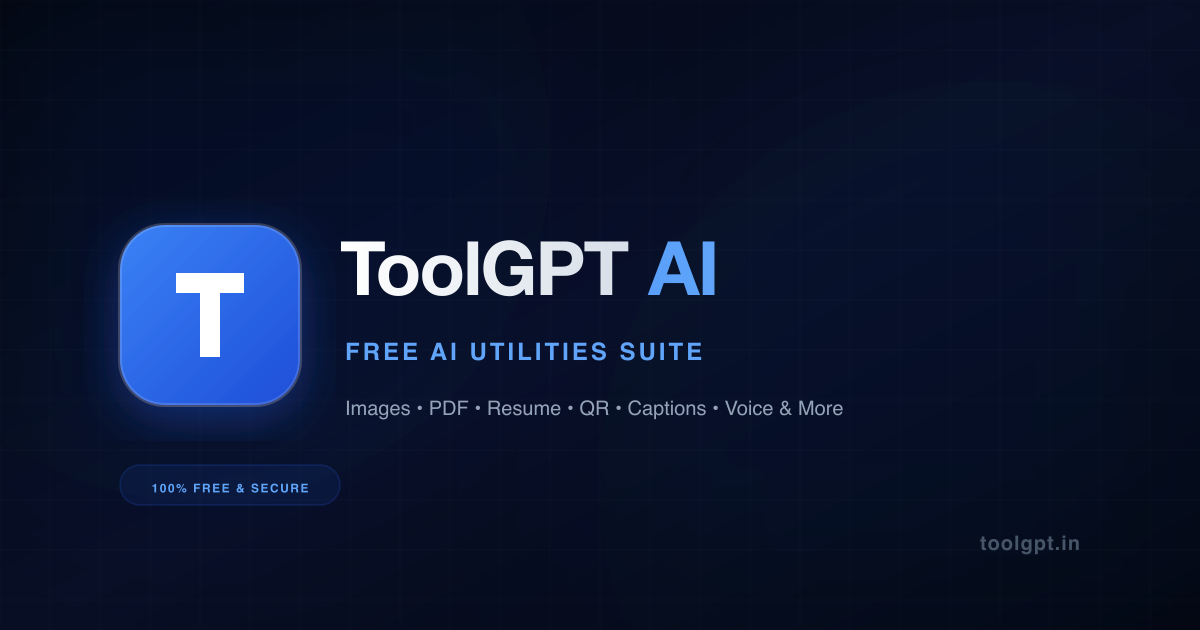 T
ToolGPT AI
FREE AI UTILITIES SUITE
Images • PDF • Resume • QR • Captions • Voice & More
100% FREE & SECURE
toolgpt.in